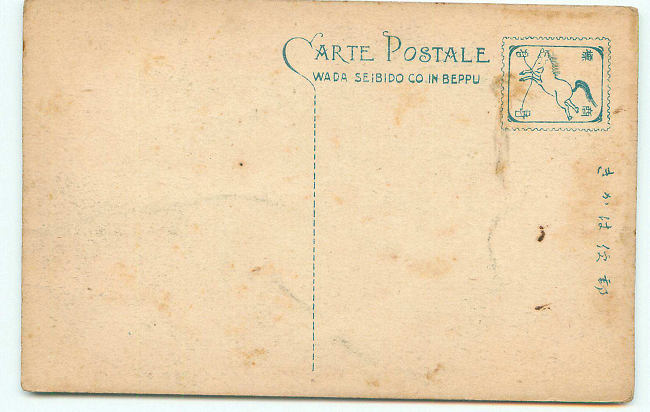 CARTE POSTALE
WADA SEIBIDO CO. IN BEPPU
郵便はかき